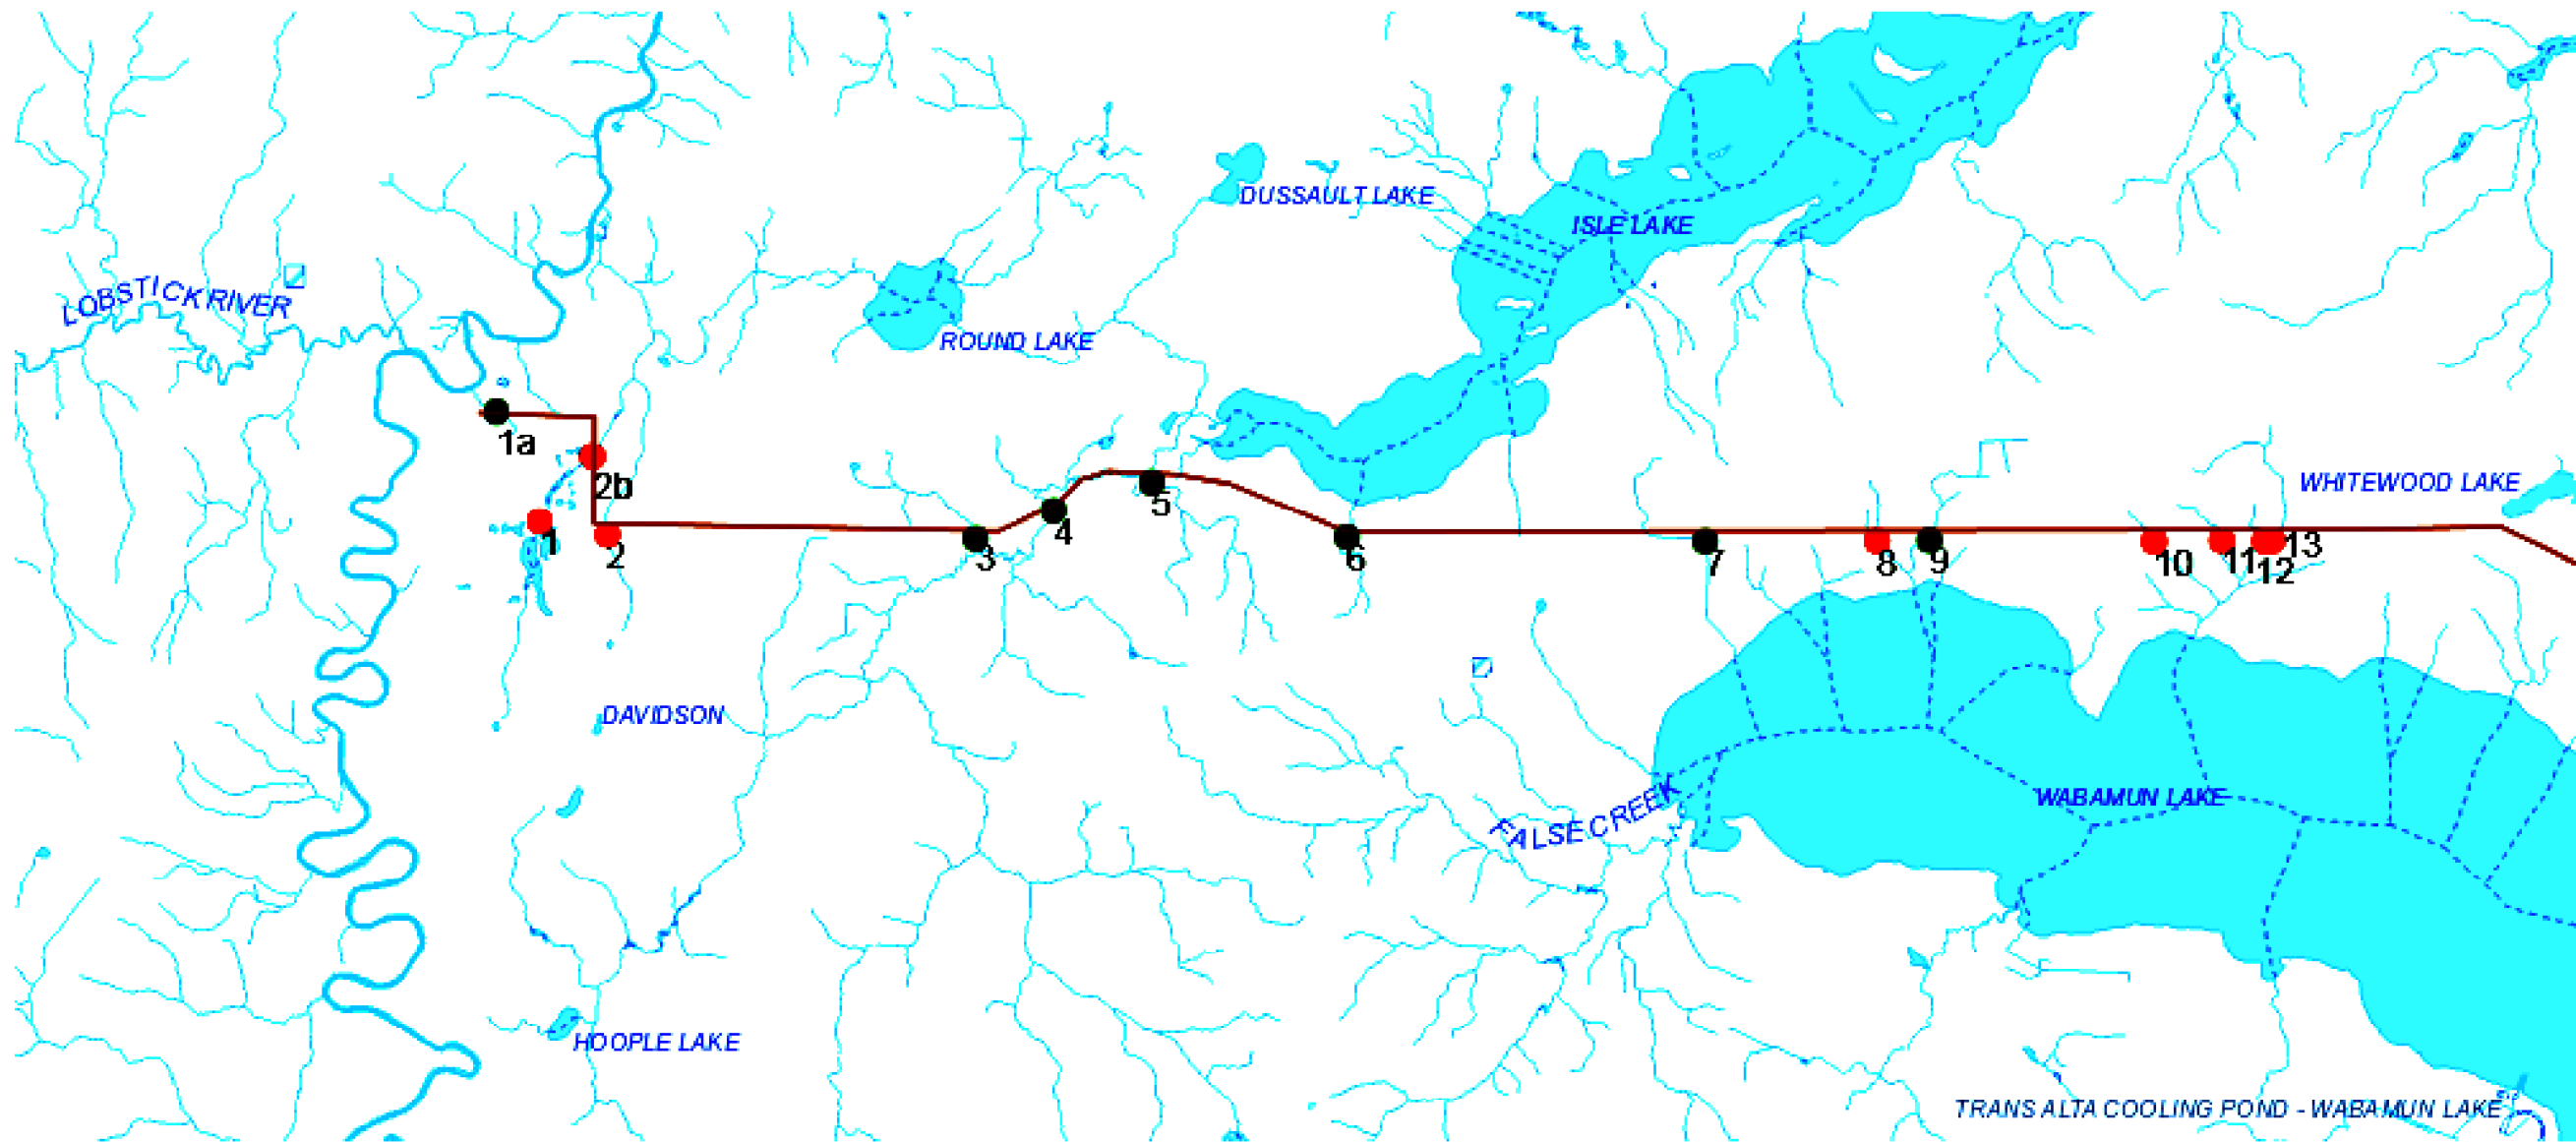 DUSSAULT LAKE
ISLE LAKE
LOBSTICK RIVER
ROUND LAKE
1a
2b
WHITEWOOD LAKE
1
2
3
4
5
6
7
8
9
10
11
12
13
DAVIDSON
WABAMUN LAKE
FALSE CREEK
HOOPLE LAKE
TRANS ALTA COOLING POND - WABAMUN LAKE